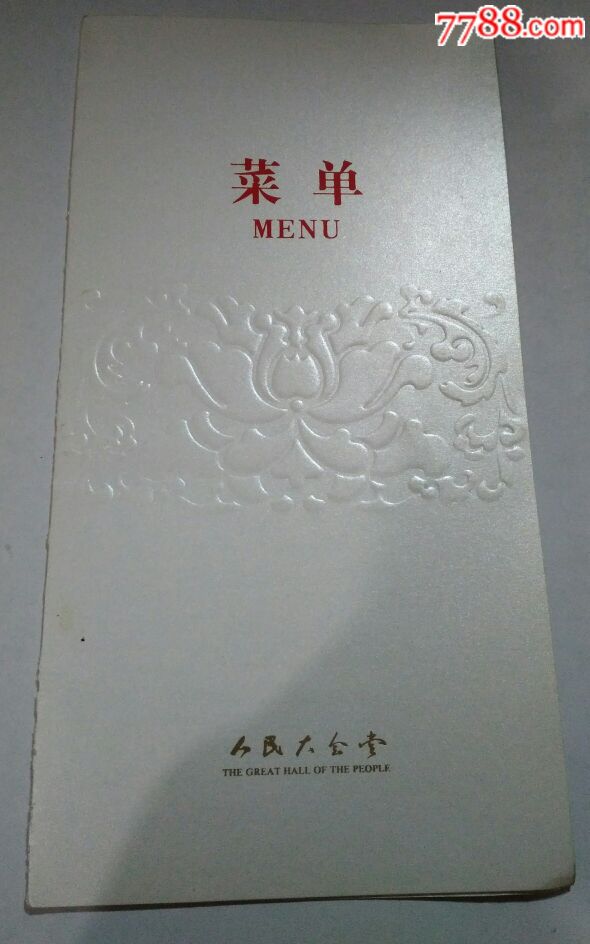 7788.com
菜单
MENU
人民大会堂
THE GREAT HALL OF THE PEOPLE